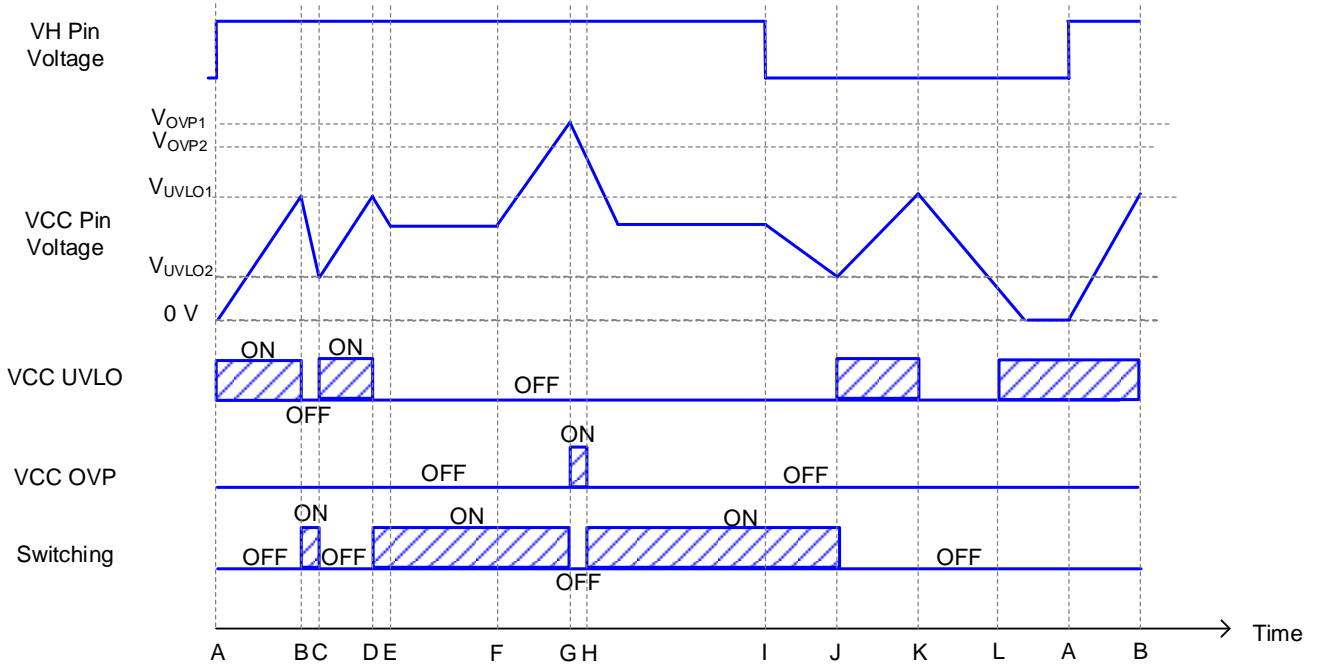 VH Pin
Voltage
VOVP1
VOVP2
VUVLO1
VCC Pin
Voltage
VUVLO2
0 V
ON
ON
VCC UVLO
OFF
OFF
ON
VCC OVP
OFF
OFF
ON
ON
ON
Switching
OFF
OFF
OFF
OFF
Time
A B C D E F G H I J K L A B